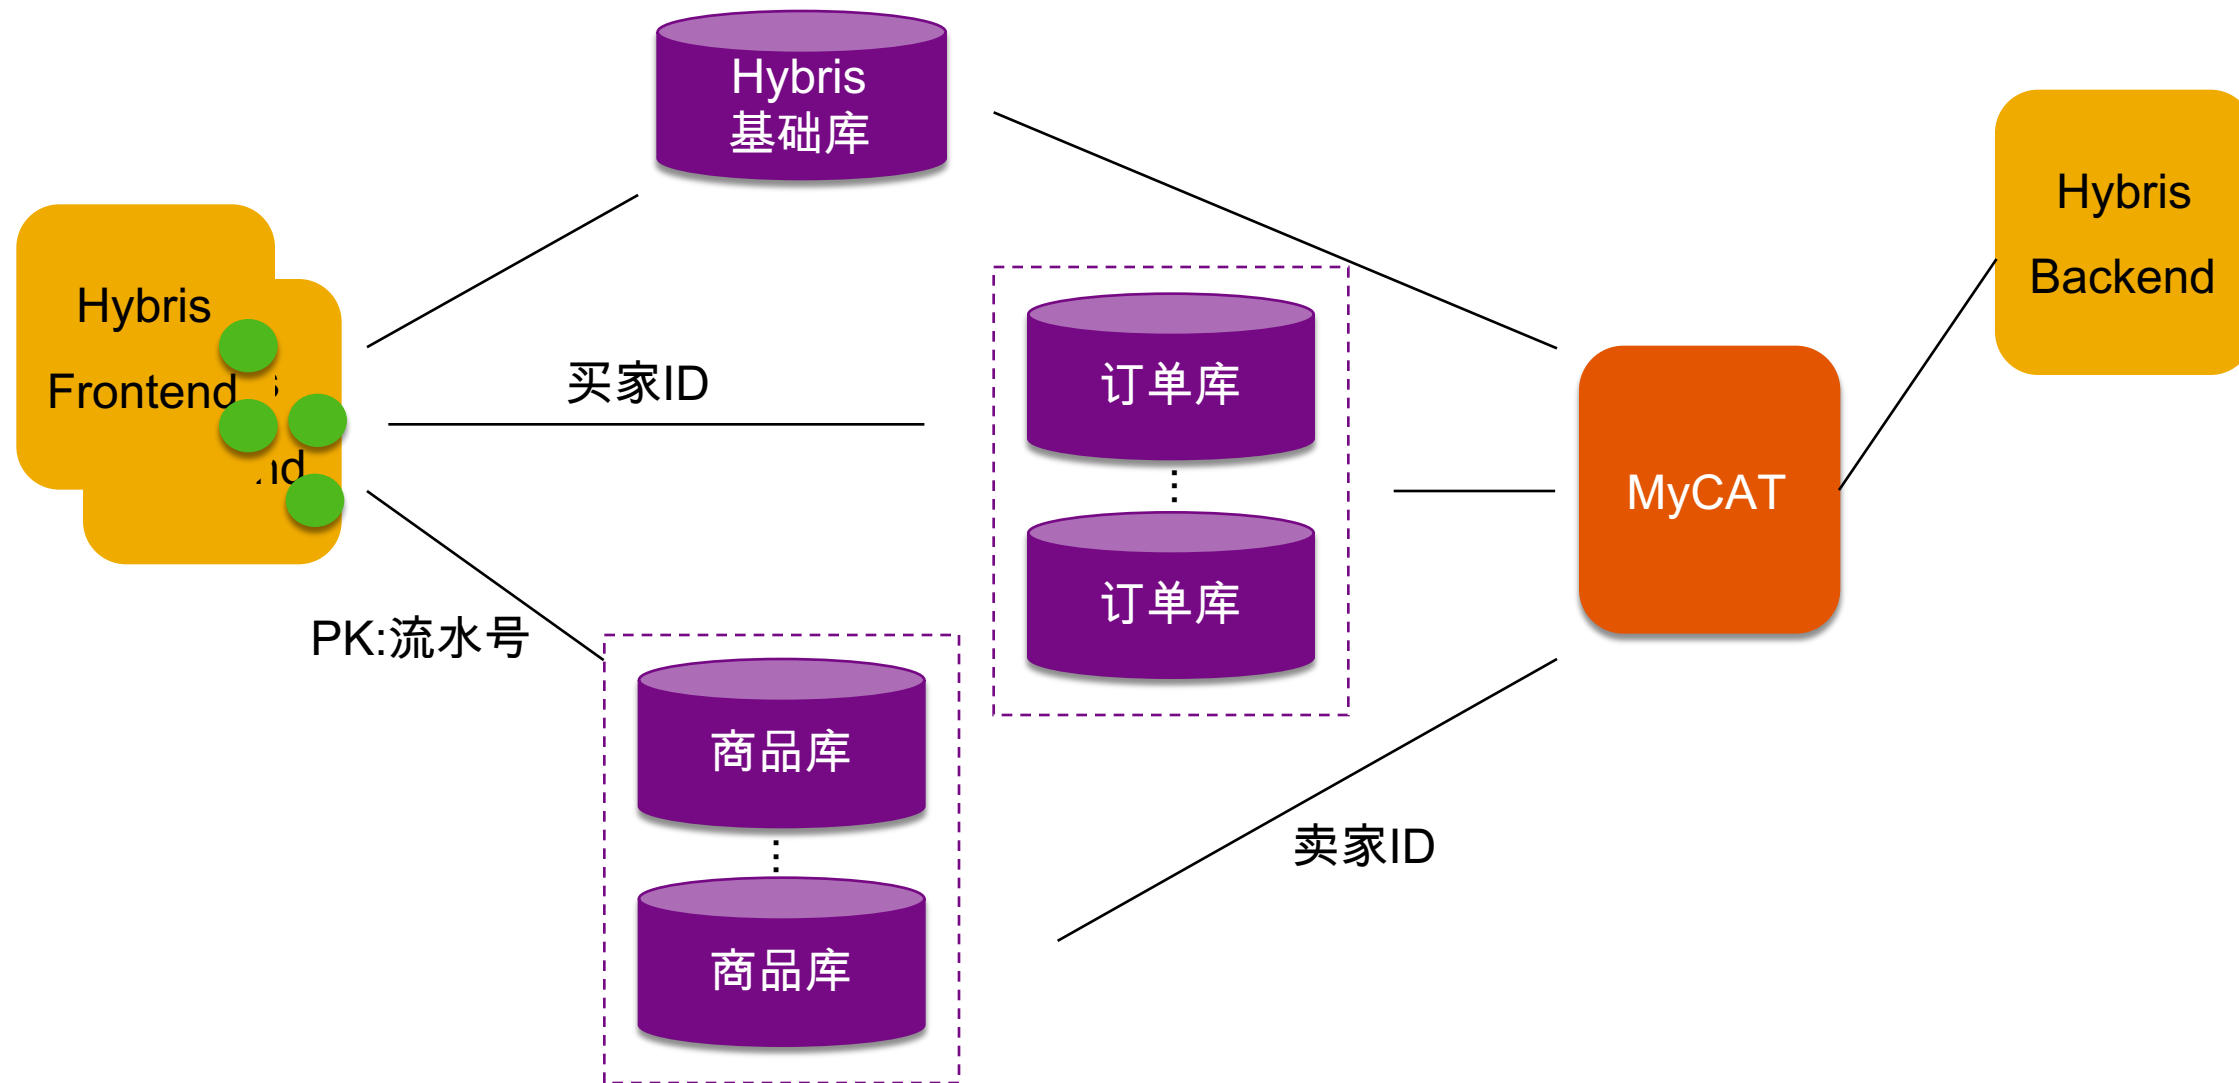 Hybris
基础库
Hybris
Backend
Hybris
Frontend
买家ID
订单库
MyCAT
订单库
PK:流水号
商品库
卖家ID
商品库